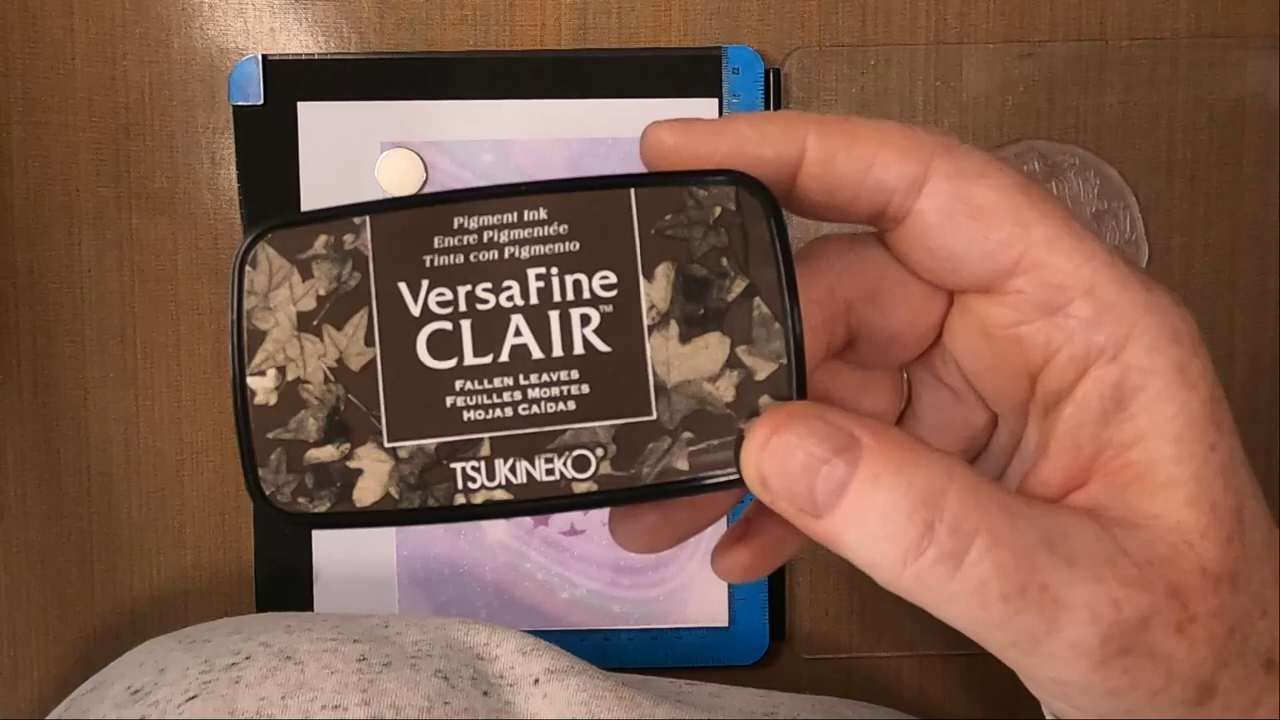 Pigment Ink
Encre Pigmentée
Tinta con Pigmento
VersaFine
CLAIR™
FALLEN LEAVES
FEUILLES MORTES
HOJAS CAÍDAS
TSUKINEKO®